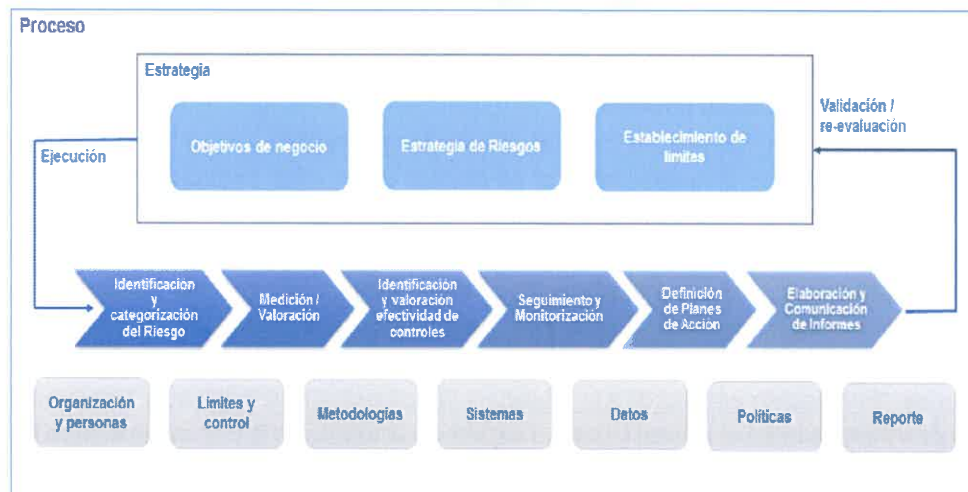 Proceso
Estrategia
Objetivos de negocio
Estrategia de Riesgos
Establecimiento de
límites
Validación /
re-evaluación
Ejecución
Identificación
y
categorización
del Riesgo
Medición /
Valoración
Identificación
y valoración
efectividad de
controles
Seguimiento y
Monitorización
Definición
de Planes
de Acción
Elaboración y
Comunicación
de Informes
Organización
y personas
Límites y
control
Metodologías
Sistemas
Datos
Políticas
Reporte